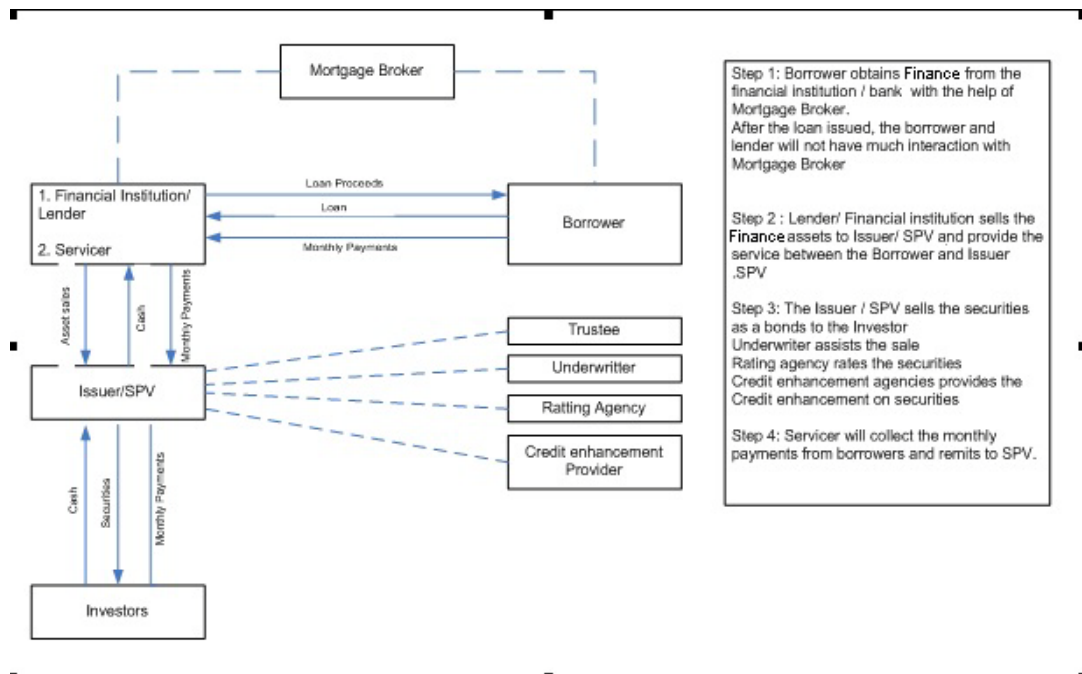 Mortgage Broker
1. Financial Institution/
Lender
2. Servicer
Loan Proceeds
Loan
Monthly Payments
Borrower
Asset sales
Cash
Monthly Payments
Issuer/SPV
Trustee
Underwritter
Ratting Agency
Credit enhancement
Provider
Cash
Securities
Monthly Payments
Investors
Step 1: Borrower obtains Finance from the
financial institution / bank with the help of
Mortgage Broker.
After the loan issued, the borrower and
lender will not have much interaction with
Mortgage Broker
Step 2 : Lender/ Financial institution sells the
Finance assets to Issuer/ SPV and provide the
service between the Borrower and Issuer
.SPV
Step 3: The Issuer / SPV sells the securities
as a bonds to the Investor
Underwriter assists the sale
Rating agency rates the securities
Credit enhancement agencies provides the
Credit enhancement on securities
Step 4: Servicer will collect the monthly
payments from borrowers and remits to SPV.